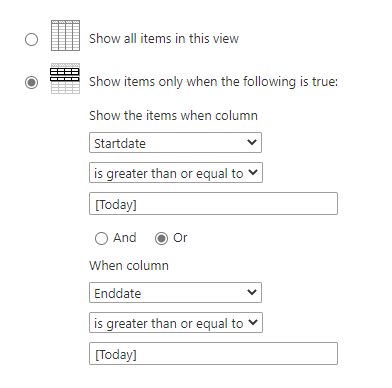 Show all items in this view
Show items only when the following is true:
Show the items when column
Startdate
is greater than or equal to
[Today]
And Or
When column
Enddate
is greater than or equal to
[Today]